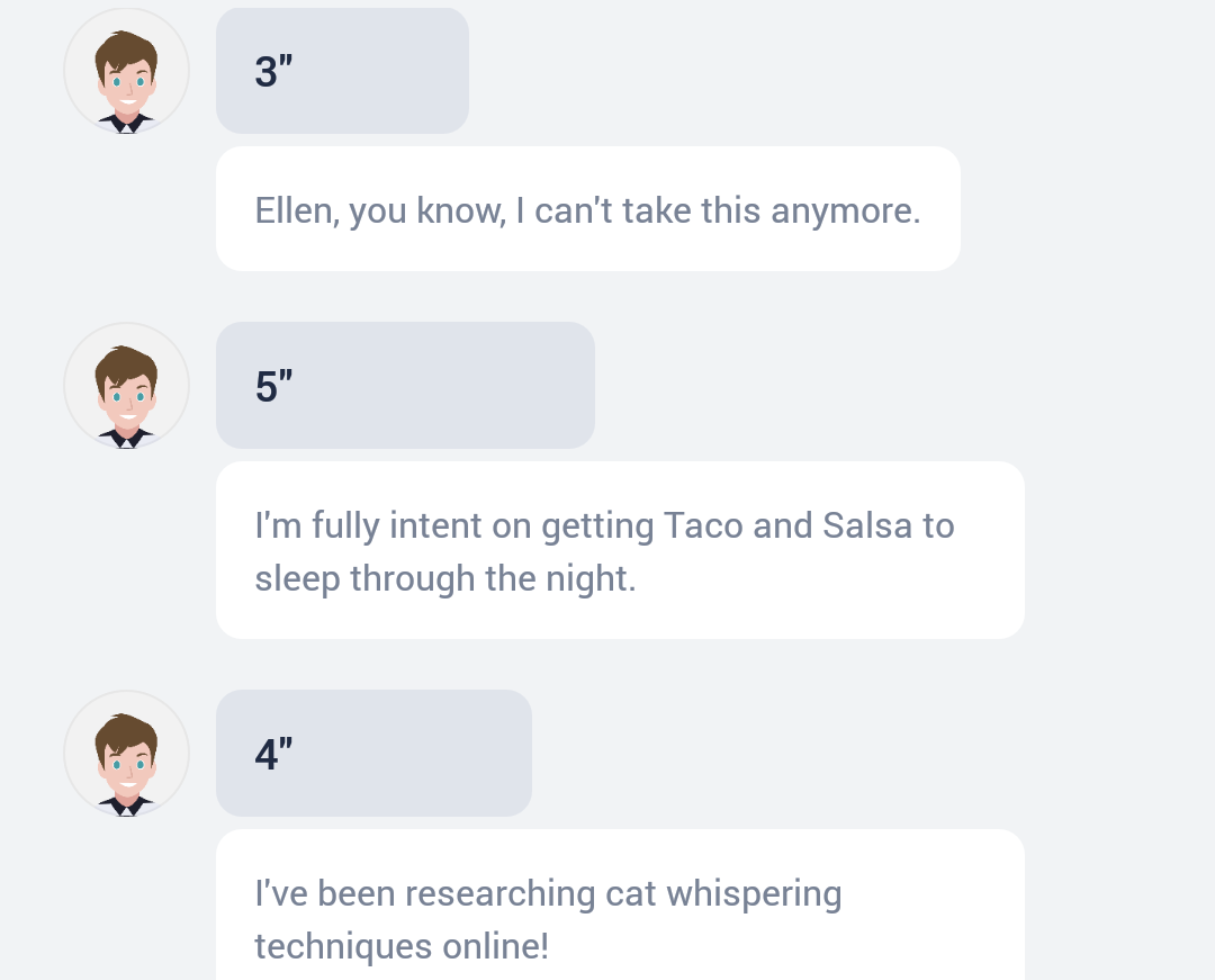 3"
Ellen, you know, I can't take this anymore.
5"
I'm fully intent on getting Taco and Salsa to
sleep through the night.
4"
I've been researching cat whispering
techniques online!